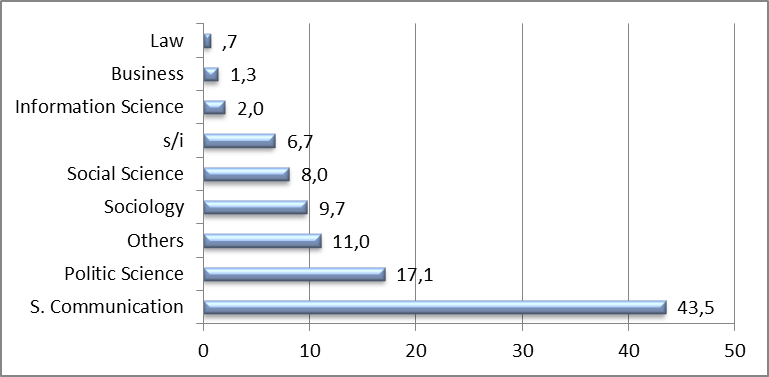 Law ,7
Business 1,3
Information Science 2,0
s/i 6,7
Social Science 8,0
Sociology 9,7
Others 11,0
Politic Science 17,1
S. Communication 43,5
0 10 20 30 40 50